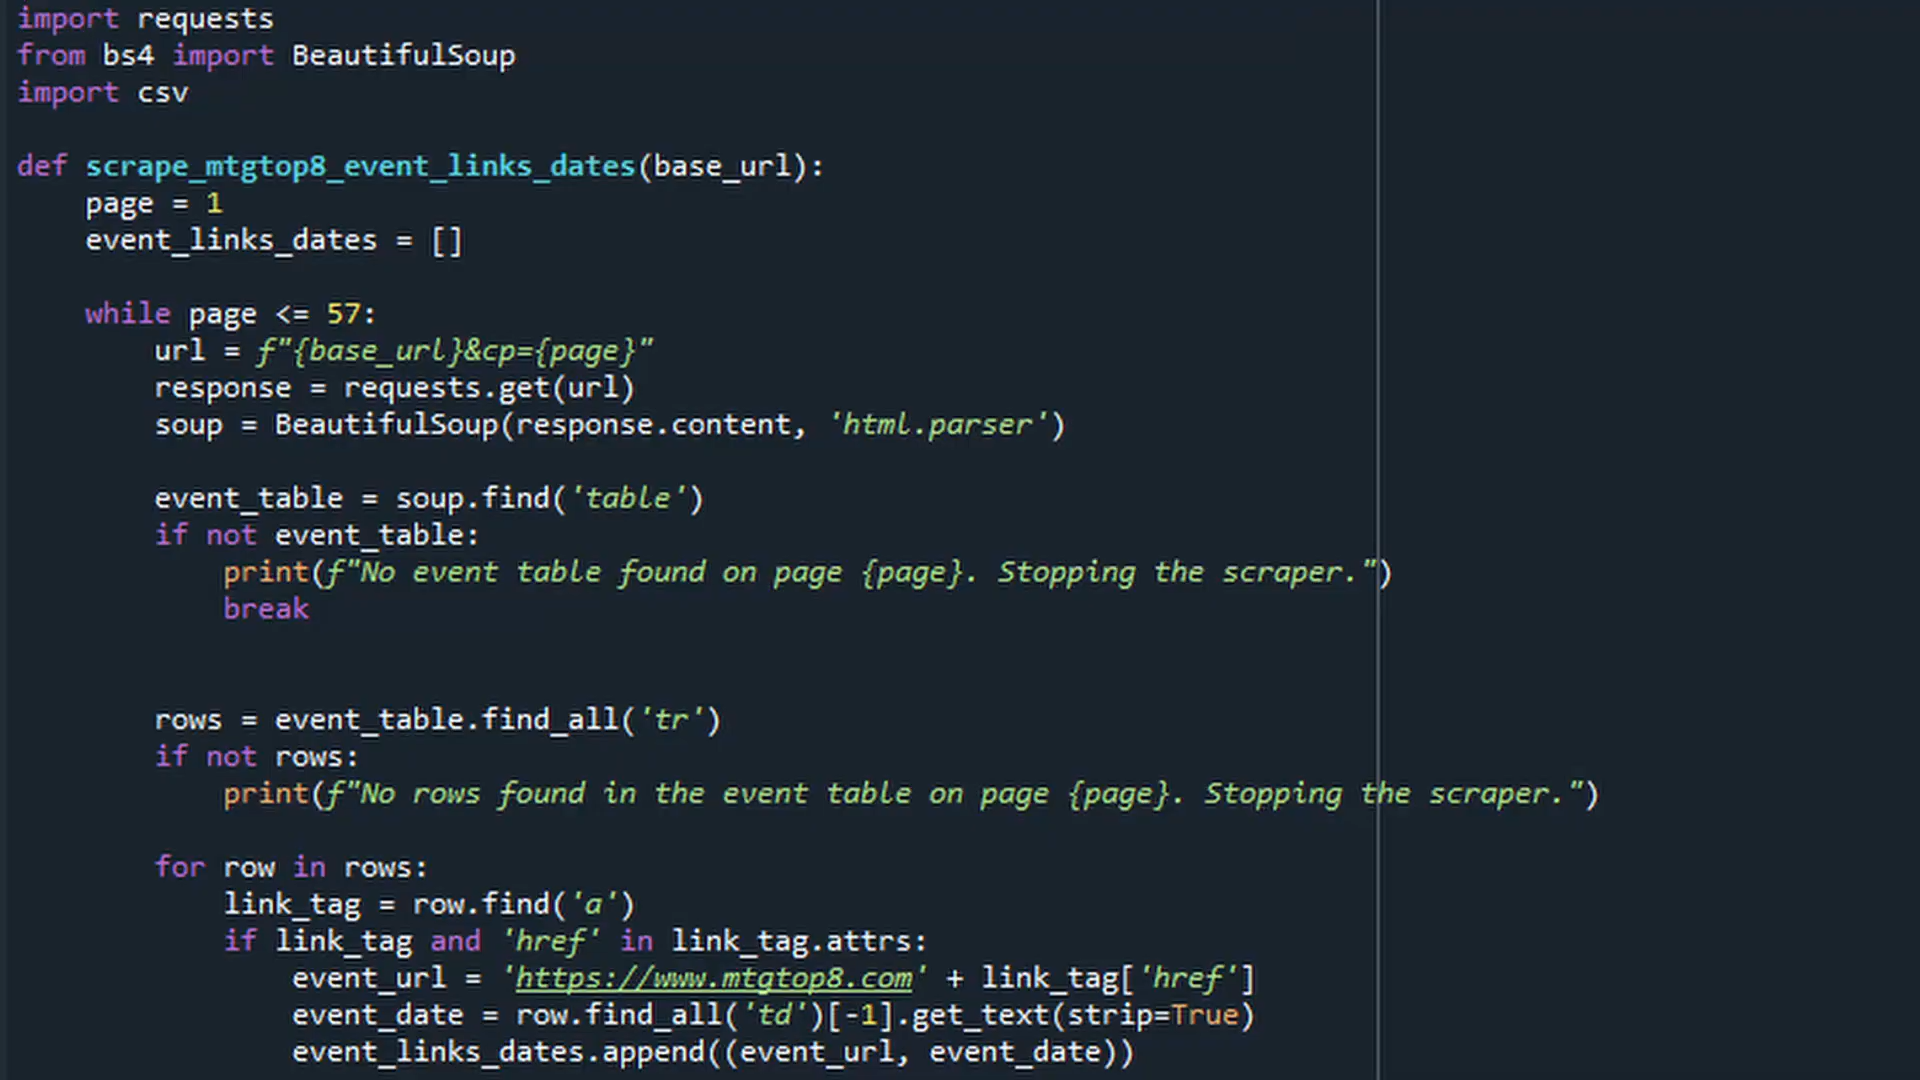 import requests
from bs4 import BeautifulSoup
import csv
def scrape_mtgtop8_event_links_dates(base_url):
    page = 1
    event_links_dates = []
    while page <= 57:
        url = f"{base_url}&cp={page}"
        response = requests.get(url)
        soup = BeautifulSoup(response.content, 'html.parser')
        event_table = soup.find('table')
        if not event_table:
            print(f"No event table found on page {page}. Stopping the scraper.")
            break
        rows = event_table.find_all('tr')
        if not rows:
            print(f"No rows found in the event table on page {page}. Stopping the scraper.")
        for row in rows:
            link_tag = row.find('a')
            if link_tag and 'href' in link_tag.attrs:
                event_url = 'https://www.mtgtop8.com' + link_tag['href']
                event_date = row.find_all('td')[-1].get_text(strip=True)
                event_links_dates.append((event_url, event_date))